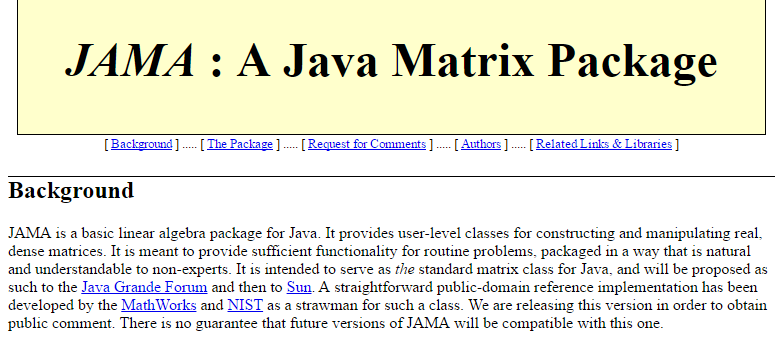 JAMA : A Java Matrix Package
[ Background ] ..... [ The Package ] ..... [ Request for Comments ] ..... [ Authors ] ..... [ Related Links & Libraries ]
Background
JAMA is a basic linear algebra package for Java. It provides user-level classes for constructing and manipulating real,
dense matrices. It is meant to provide sufficient functionality for routine problems, packaged in a way that is natural
and understandable to non-experts. It is intended to serve as the standard matrix class for Java, and will be proposed as
such to the Java Grande Forum and then to Sun. A straightforward public-domain reference implementation has been
developed by the MathWorks and NIST as a strawman for such a class. We are releasing this version in order to obtain
public comment. There is no guarantee that future versions of JAMA will be compatible with this one.